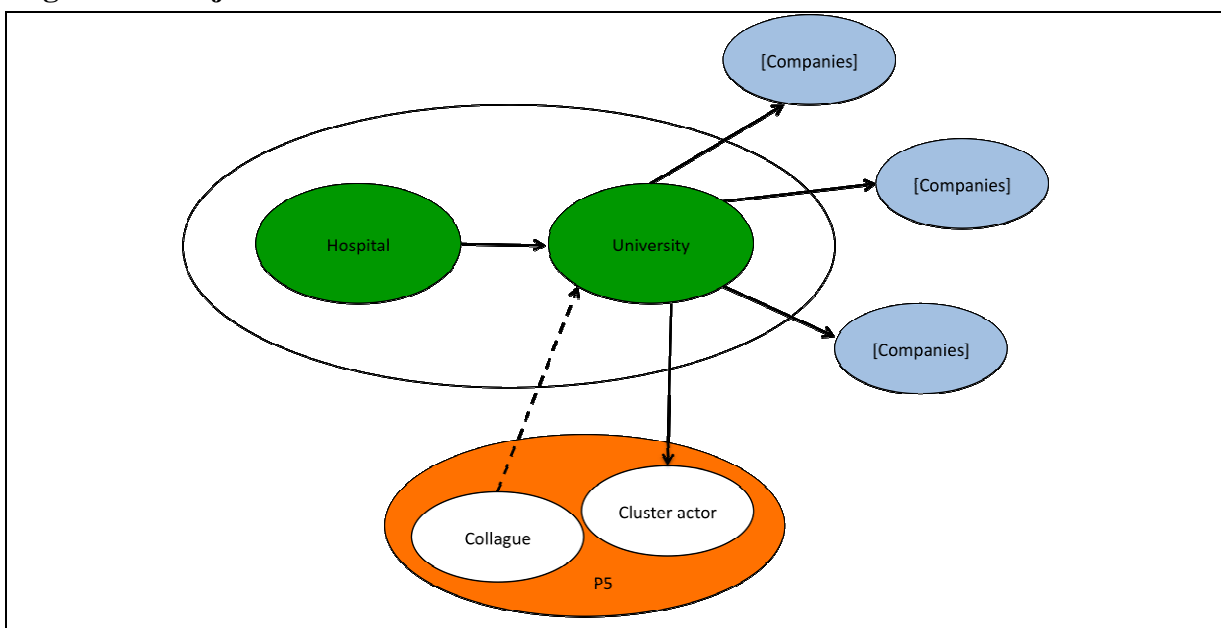 [Companies]
[Companies]
Hospital
University
[Companies]
Cluster actor
Collague
P5